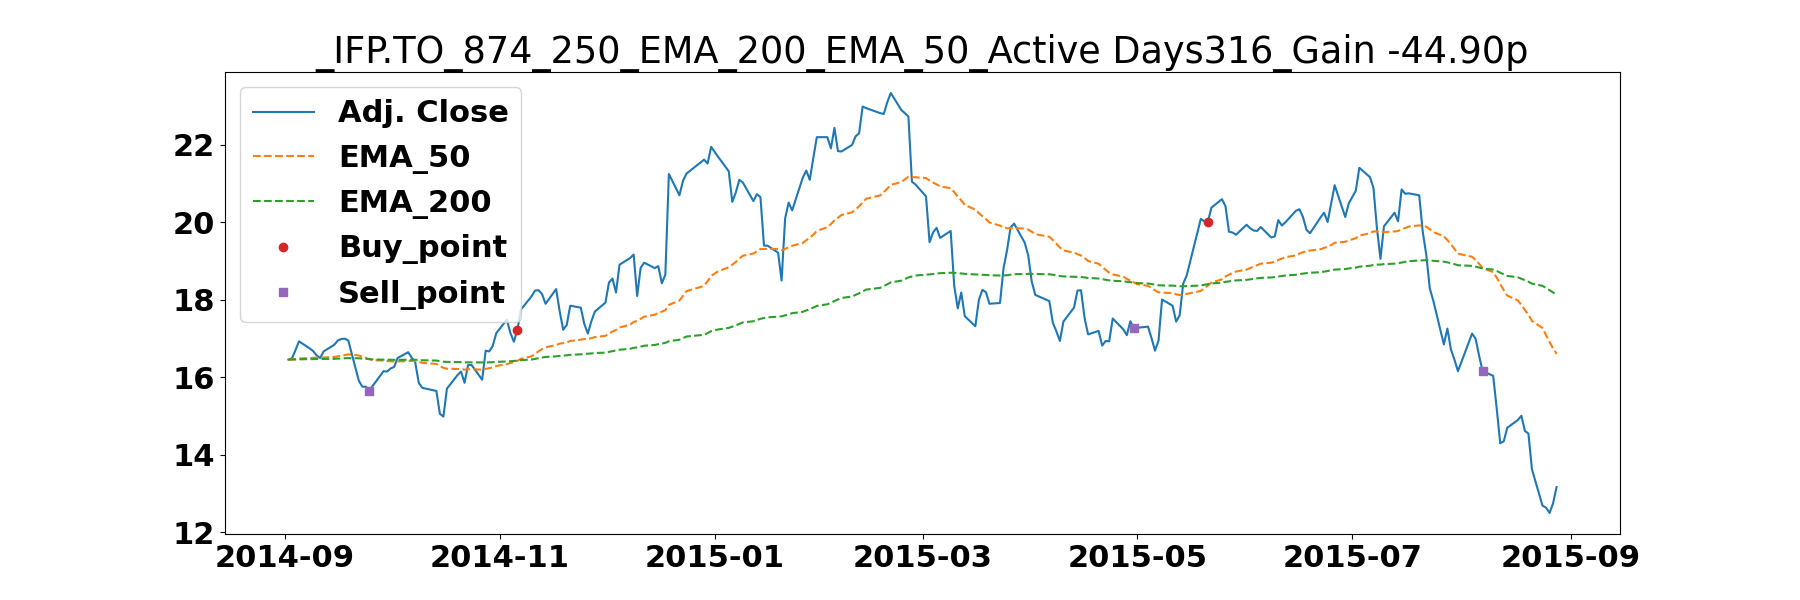 _IFP.TO_874_250_EMA_200_EMA_50_Active Days316_Gain -44.90p
Adj. Close
EMA_50
EMA_200
Buy_point
Sell_point
22
20
18
16
14
12
2014-09 2014-11 2015-01 2015-03 2015-05 2015-07 2015-09